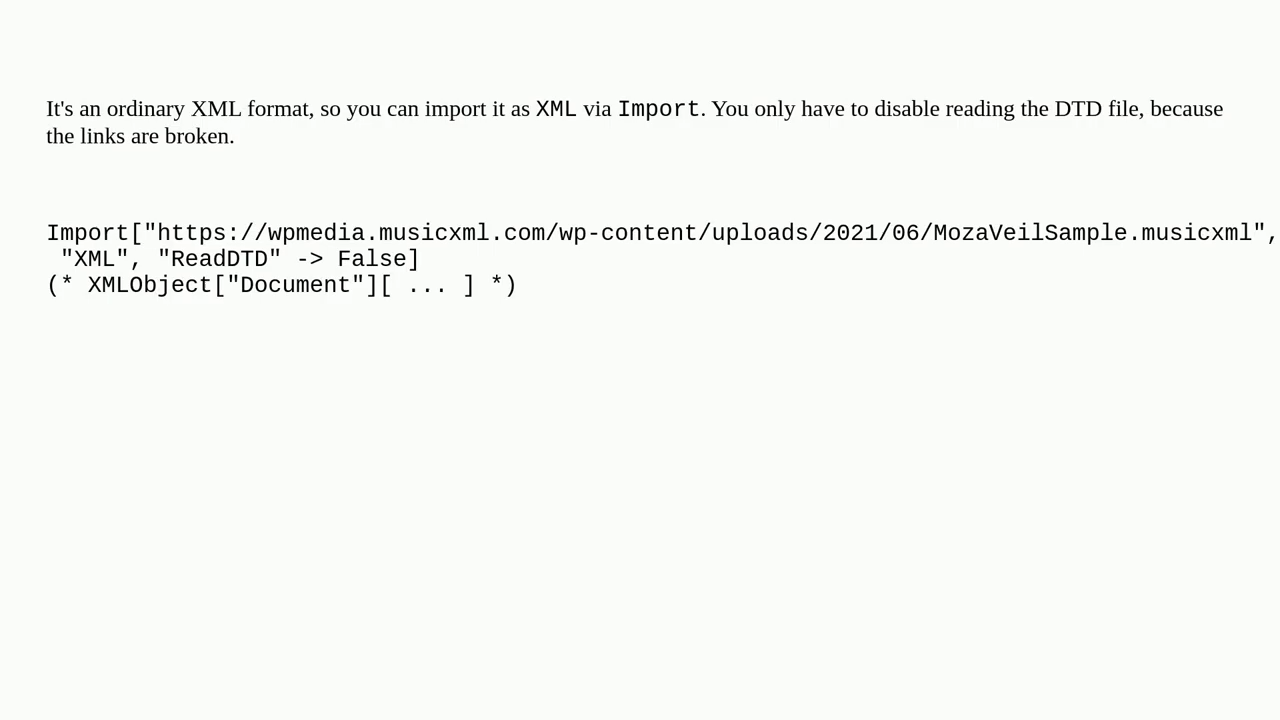 It's an ordinary XML format, so you can import it as XML via Import. You only have to disable reading the DTD file, because
the links are broken.
Import["https://wpmedia.musicxml.com/wp-content/uploads/2021/06/MozaVeilSample.musicxml",
 "XML", "ReadDTD" -> False]
(* XMLObject["Document"][ ... ] *)